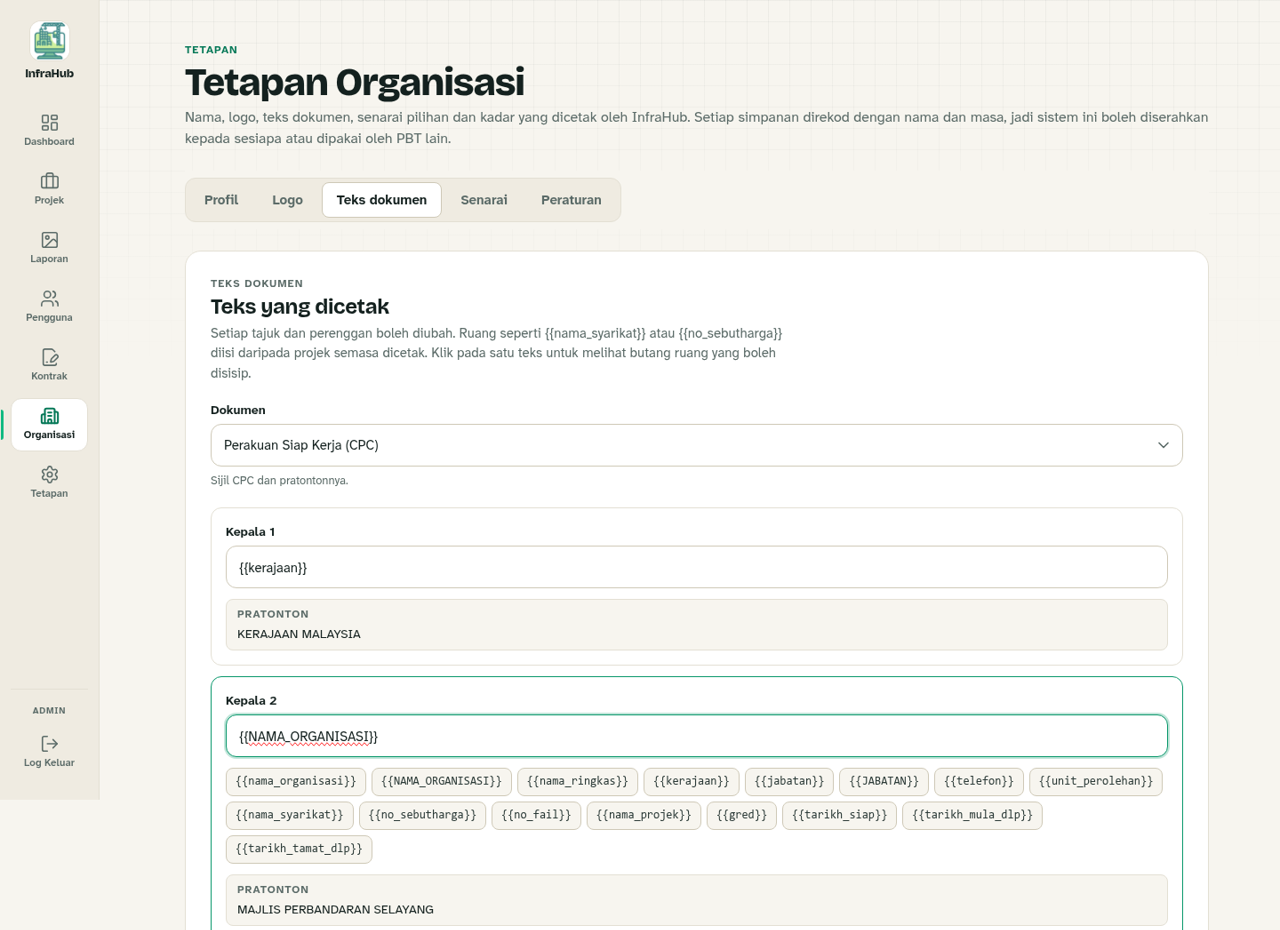 InfraHub
Dashboard
Projek
Laporan
Pengguna
Kontrak
Organisasi
Tetapan
ADMIN
Log Keluar
TETAPAN
Tetapan Organisasi
Nama, logo, teks dokumen, senarai pilihan dan kadar yang dicetak oleh InfraHub. Setiap simpanan direkod dengan nama dan masa, jadi sistem ini boleh diserahkan
kepada sesiapa atau dipakai oleh PBT lain.
Profil
Logo
Teks dokumen
Senarai
Peraturan
TEKS DOKUMEN
Teks yang dicetak
Setiap tajuk dan perenggan boleh diubah. Ruang seperti {{nama_syarikat}} atau {{no_sebutharga}}
diisi daripada projek semasa dicetak. Klik pada satu teks untuk melihat butang ruang yang boleh
disisip.
Dokumen
Perakuan Siap Kerja (CPC)
Sijil CPC dan pratontonnya.
Kepala 1
{{kerajaan}}
PRATONTON
KERAJAAN MALAYSIA
Kepala 2
{{NAMA_ORGANISASI}}
{{nama_organisasi}} {{NAMA_ORGANISASI}} {{nama_ringkas}} {{kerajaan}} {{jabatan}} {{JABATAN}} {{telefon}} {{unit_perolehan}}
{{nama_syarikat}} {{no_sebutharga}} {{no_fail}} {{nama_projek}} {{gred}} {{tarikh_siap}} {{tarikh_mula_dlp}}
{{tarikh_tamat_dlp}}
PRATONTON
MAJLIS PERBANDARAN SELAYANG